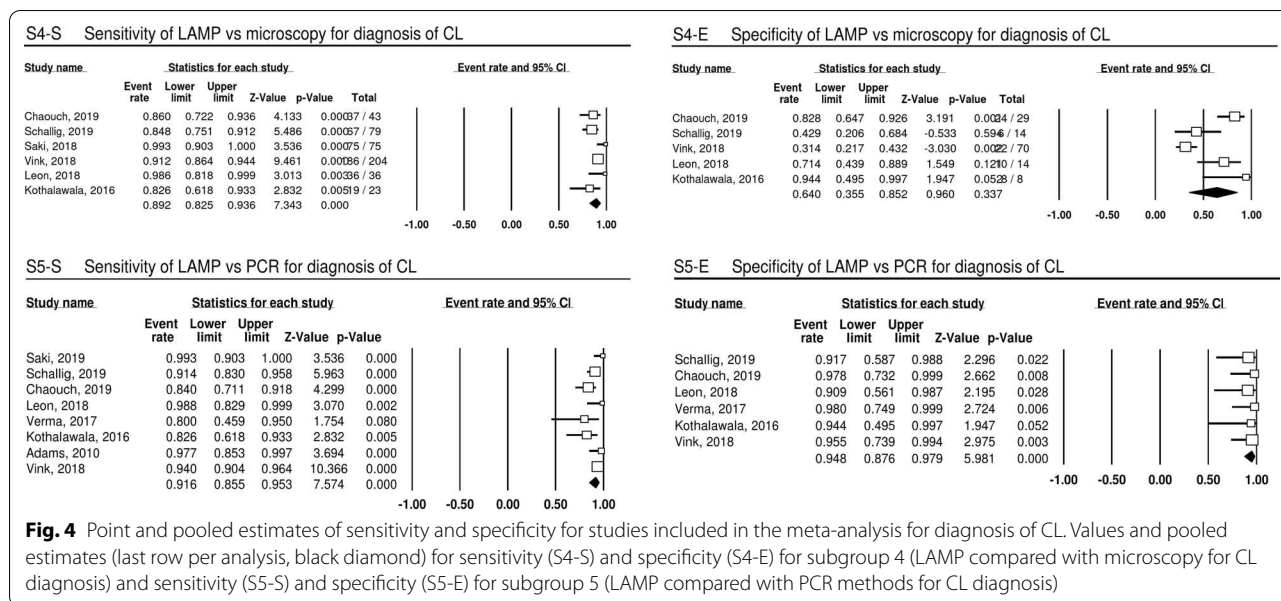 S4-S Sensitivity of LAMP vs microscopy for diagnosis of CL
Study name Statistics for each study Event rate and 95% CI
Event rate Lower limit Upper limit Z-Value p-Value Total
Chaouch, 2019 0.860 0.722 0.936 4.133 0.000 37 / 43
Schallig, 2019 0.848 0.751 0.912 5.486 0.000 67 / 79
Saki, 2018 0.993 0.903 1.000 3.536 0.000 75 / 75
Vink, 2018 0.912 0.864 0.944 9.461 0.000 186 / 204
Leon, 2018 0.986 0.818 0.999 3.013 0.003 36 / 36
Kothalawala, 2016 0.826 0.618 0.933 2.832 0.005 19 / 23
0.892 0.825 0.936 7.343 0.000
-1.00 -0.50 0.00 0.50 1.00
S4-E Specificity of LAMP vs microscopy for diagnosis of CL
Study name Statistics for each study Event rate and 95% CI
Event rate Lower limit Upper limit Z-Value p-Value Total
Chaouch, 2019 0.828 0.647 0.926 3.191 / 29
Schallig, 2019 0.429 0.206 0.684 -0.533 6 / 14
Vink, 2018 0.314 0.217 0.432 -3.030 / 70
Leon, 2018 0.714 0.439 0.889 1.549 10 / 14
Kothalawala, 2016 0.944 0.495 0.997 1.947 0.052 8 / 8
0.640 0.355 0.852 0.960 0.337
-1.00 -0.50 0.00 0.50 1.00
S5-S Sensitivity of LAMP vs PCR for diagnosis of CL
Study name Statistics for each study Event rate and 95% CI
Event rate Lower limit Upper limit Z-Value p-Value
Saki, 2019 0.993 0.903 1.000 3.536 0.000
Schallig, 2019 0.914 0.830 0.958 5.963 0.000
Chaouch, 2019 0.840 0.711 0.918 4.299 0.000
Leon, 2018 0.988 0.829 0.999 3.070 0.002
Verma, 2017 0.800 0.459 0.950 1.754 0.080
Kothalawala, 2016 0.826 0.618 0.933 2.832 0.005
Adams, 2010 0.977 0.853 0.997 3.694 0.000
Vink, 2018 0.940 0.904 0.964 10.366 0.000
0.916 0.855 0.953 7.574 0.000
-1.00 -0.50 0.00 0.50 1.00
S5-E Specificity of LAMP vs PCR for diagnosis of CL
Study name Statistics for each study Event rate and 95% CI
Event rate Lower limit Upper limit Z-Value p-Value
Schallig, 2019 0.917 0.587 0.988 2.296 0.022
Chaouch, 2019 0.978 0.732 0.999 2.662 0.008
Leon, 2018 0.909 0.561 0.987 2.195 0.028
Verma, 2017 0.980 0.749 0.999 2.724 0.006
Kothalawala, 2016 0.944 0.495 0.997 1.947 0.052
Vink, 2018 0.955 0.739 0.994 2.975 0.003
0.948 0.876 0.979 5.981 0.000
-1.00 -0.50 0.00 0.50 1.00
Fig. 4 Point and pooled estimates of sensitivity and specificity for studies included in the meta-analysis for diagnosis of CL. Values and pooled
estimates (last row per analysis, black diamond) for sensitivity (S4-S) and specificity (S4-E) for subgroup 4 (LAMP compared with microscopy for CL
diagnosis) and sensitivity (S5-S) and specificity (S5-E) for subgroup 5 (LAMP compared with PCR methods for CL diagnosis)